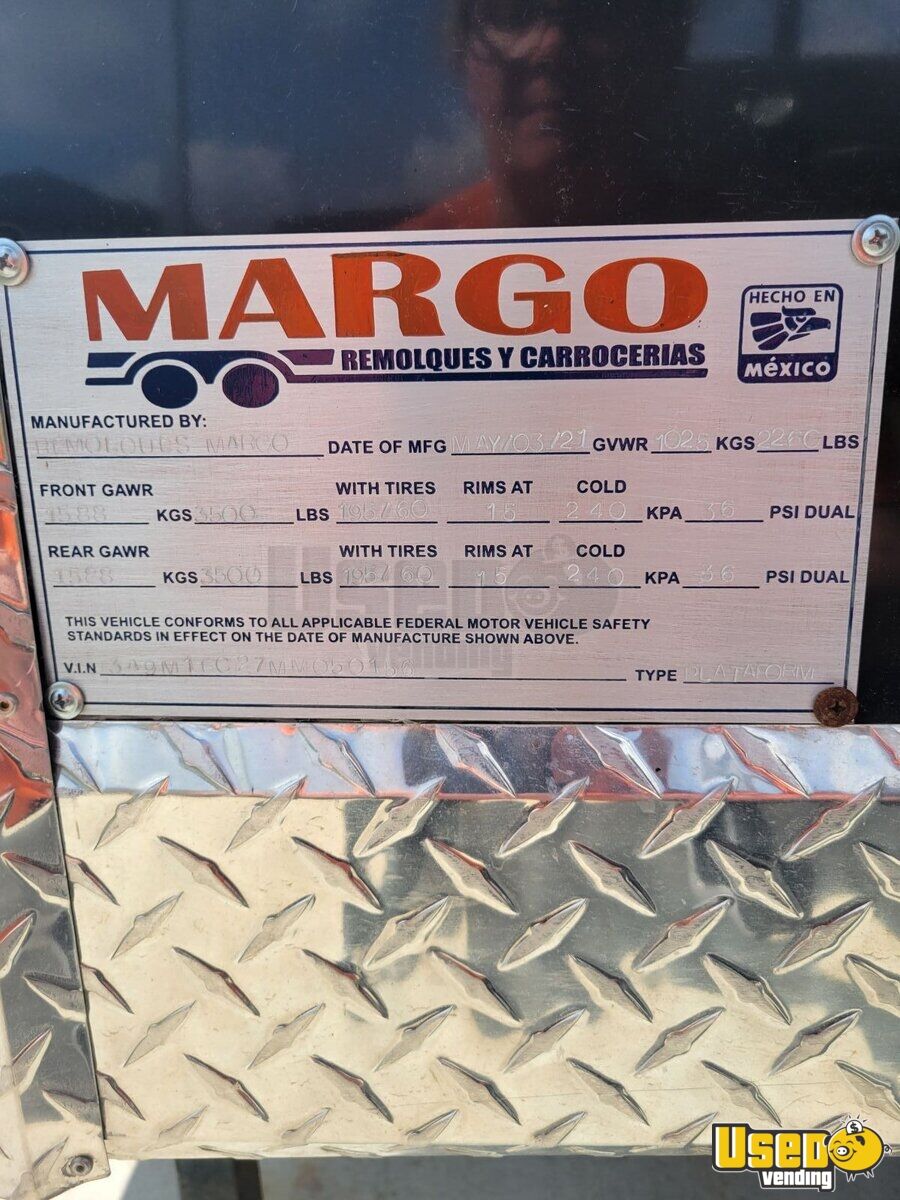 MARGO
REMOLQUES Y CARROCERIAS
HECHO EN
MéXICO
MANUFACTURED BY:
REMOLQUES MARGO DATE OF MFG MAY/03/21 GVWR 1025 KGS 2260 LBS
FRONT GAWR WITH TIRES RIMS AT COLD
1588 KGS 3500 LBS 195/60 15 240 KPA 36 PSI DUAL
REAR GAWR WITH TIRES RIMS AT COLD
1588 KGS 3500 LBS 195/60 15 240 KPA 36 PSI DUAL
THIS VEHICLE CONFORMS TO ALL APPLICABLE FEDERAL MOTOR VEHICLE SAFETY
STANDARDS IN EFFECT ON THE DATE OF MANUFACTURE SHOWN ABOVE.
V.I.N TYPE PLATAFORM
Used
vending
Used
vending